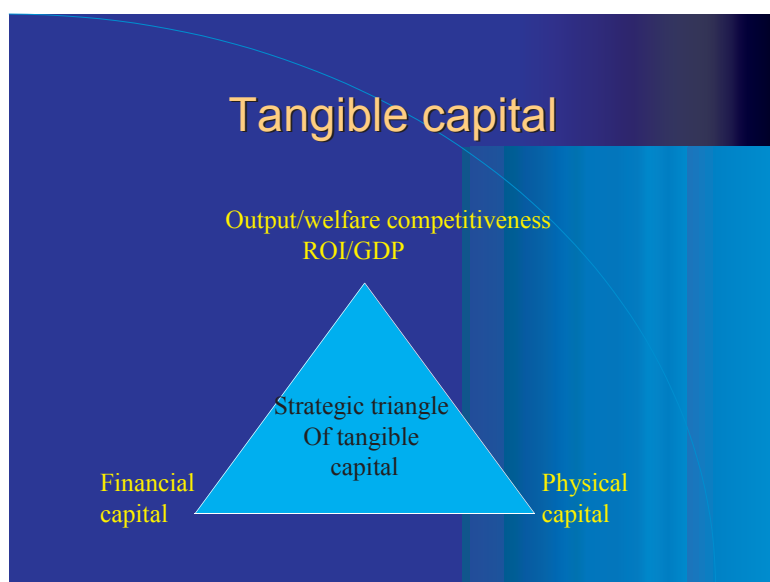 Tangible capital
Output/welfare competitiveness
ROI/GDP
Strategic triangle
Of tangible
capital
Financial
capital
Physical
capital